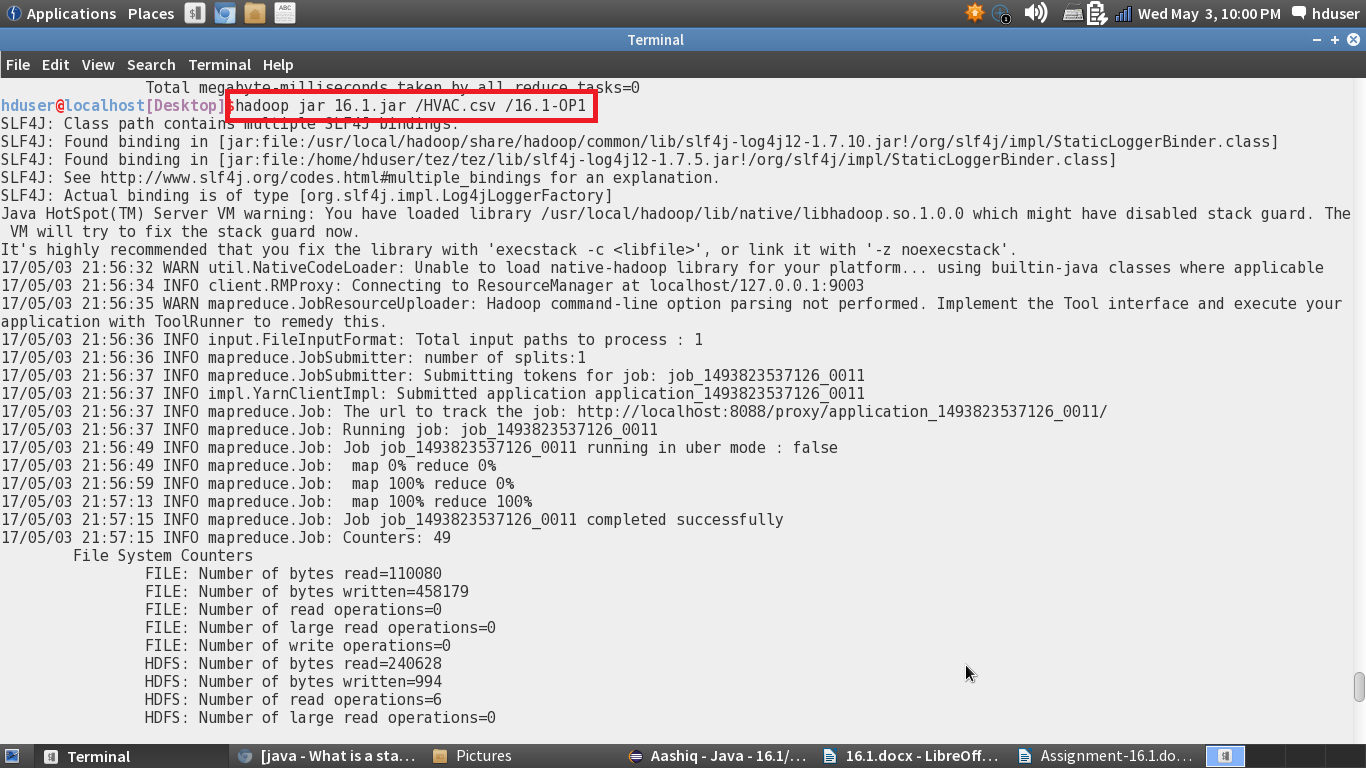 Applications Places Wed May 3, 10:00 PM hduser
Terminal
File Edit View Search Terminal Help
Total megabyte-milliseconds taken by all reduce tasks=0
hduser@localhost[Desktop]$hadoop jar 16.1.jar /HVAC.csv /16.1-OP1
SLF4J: Class path contains multiple SLF4J bindings.
SLF4J: Found binding in [jar:file:/usr/local/hadoop/share/hadoop/common/lib/slf4j-log4j12-1.7.10.jar!/org/slf4j/impl/StaticLoggerBinder.class]
SLF4J: Found binding in [jar:file:/home/hduser/tez/tez/lib/slf4j-log4j12-1.7.5.jar!/org/slf4j/impl/StaticLoggerBinder.class]
SLF4J: See http://www.slf4j.org/codes.html#multiple_bindings for an explanation.
SLF4J: Actual binding is of type [org.slf4j.impl.Log4jLoggerFactory]
Java HotSpot(TM) Server VM warning: You have loaded library /usr/local/hadoop/lib/native/libhadoop.so.1.0.0 which might have disabled stack guard. The
VM will try to fix the stack guard now.
It's highly recommended that you fix the library with 'execstack -c <libfile>', or link it with '-z noexecstack'.
17/05/03 21:56:32 WARN util.NativeCodeLoader: Unable to load native-hadoop library for your platform... using builtin-java classes where applicable
17/05/03 21:56:34 INFO client.RMProxy: Connecting to ResourceManager at localhost/127.0.0.1:9003
17/05/03 21:56:35 WARN mapreduce.JobResourceUploader: Hadoop command-line option parsing not performed. Implement the Tool interface and execute your
application with ToolRunner to remedy this.
17/05/03 21:56:36 INFO input.FileInputFormat: Total input paths to process : 1
17/05/03 21:56:36 INFO mapreduce.JobSubmitter: number of splits:1
17/05/03 21:56:37 INFO mapreduce.JobSubmitter: Submitting tokens for job: job_1493823537126_0011
17/05/03 21:56:37 INFO impl.YarnClientImpl: Submitted application application_1493823537126_0011
17/05/03 21:56:37 INFO mapreduce.Job: The url to track the job: http://localhost:8088/proxy/application_1493823537126_0011/
17/05/03 21:56:37 INFO mapreduce.Job: Running job: job_1493823537126_0011
17/05/03 21:56:49 INFO mapreduce.Job: Job job_1493823537126_0011 running in uber mode : false
17/05/03 21:56:49 INFO mapreduce.Job:  map 0% reduce 0%
17/05/03 21:56:59 INFO mapreduce.Job:  map 100% reduce 0%
17/05/03 21:57:13 INFO mapreduce.Job:  map 100% reduce 100%
17/05/03 21:57:15 INFO mapreduce.Job: Job job_1493823537126_0011 completed successfully
17/05/03 21:57:15 INFO mapreduce.Job: Counters: 49
File System Counters
FILE: Number of bytes read=110080
FILE: Number of bytes written=458179
FILE: Number of read operations=0
FILE: Number of large read operations=0
FILE: Number of write operations=0
HDFS: Number of bytes read=240628
HDFS: Number of bytes written=994
HDFS: Number of read operations=6
HDFS: Number of large read operations=0
Terminal [java - What is a sta... Pictures Aashiq - Java - 16.1/... 16.1.docx - LibreOff... Assignment-16.1.do...